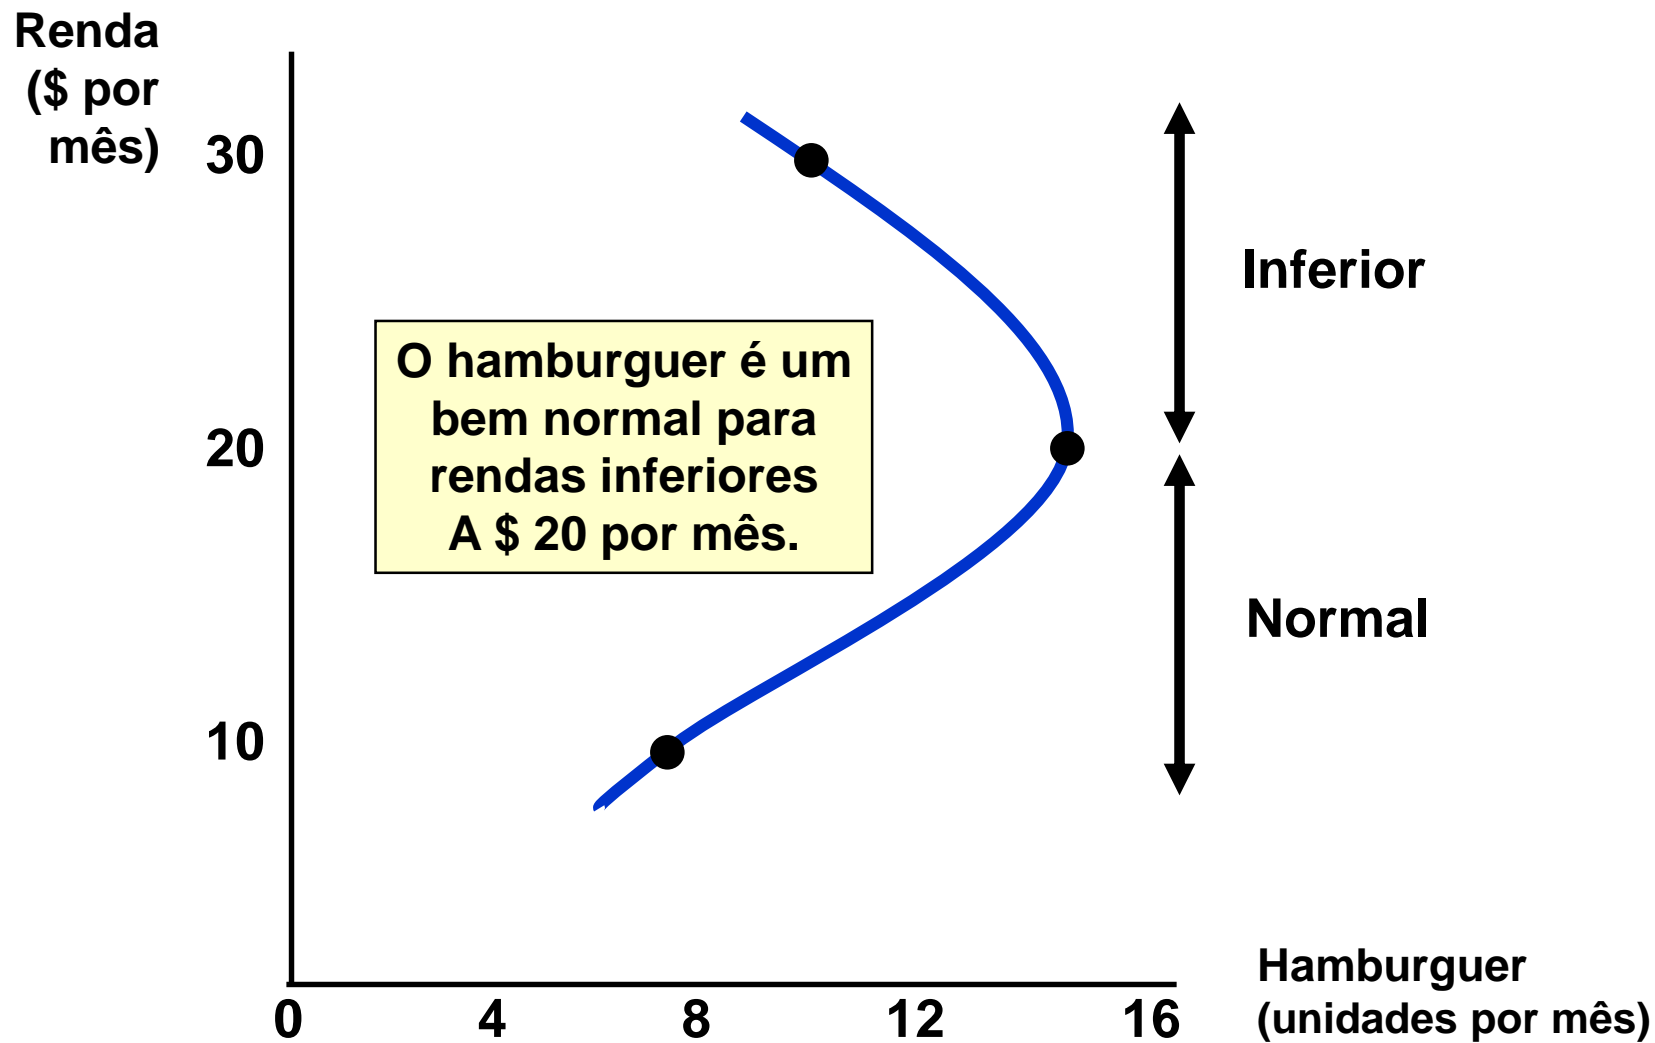 Renda
($ por
mês)
30
20
10
Inferior
O hamburguer é um
bem normal para
rendas inferiores
A $ 20 por mês.
Normal
0 4 8 12 16
Hamburguer
(unidades por mês)